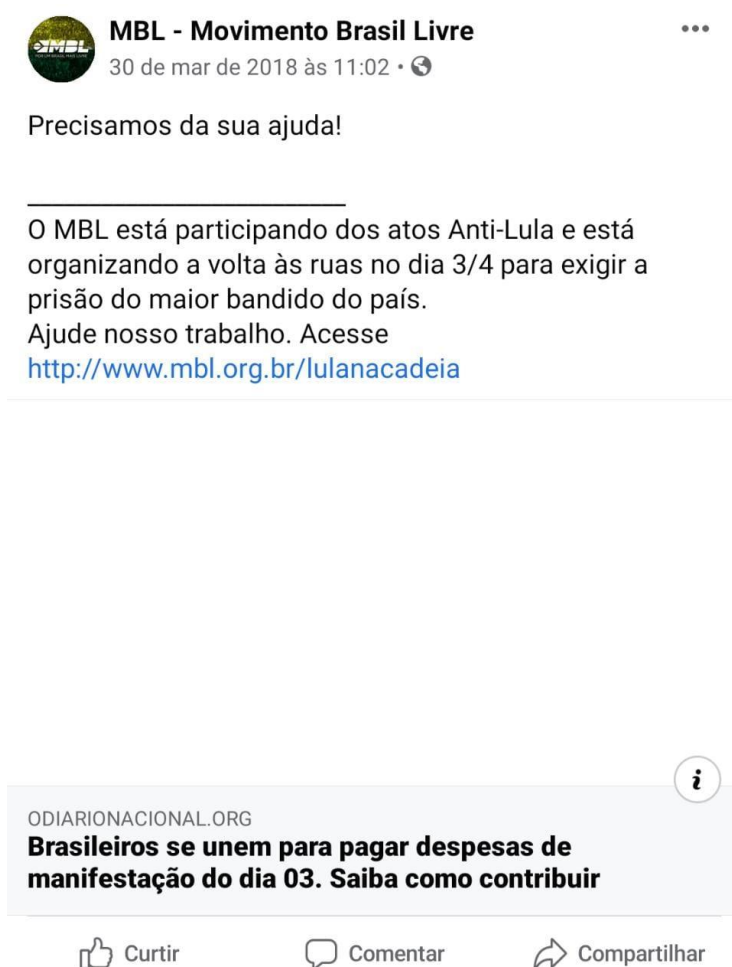 MBL - Movimento Brasil Livre
30 de mar de 2018 às 11:02 •
Precisamos da sua ajuda!
O MBL está participando dos atos Anti-Lula e está
organizando a volta às ruas no dia 3/4 para exigir a
prisão do maior bandido do país.
Ajude nosso trabalho. Acesse
http://www.mbl.org.br/lulanacadeia
ODIARIONACIONAL.ORG
Brasileiros se unem para pagar despesas de
manifestação do dia 03. Saiba como contribuir
Curtir Comentar Compartilhar